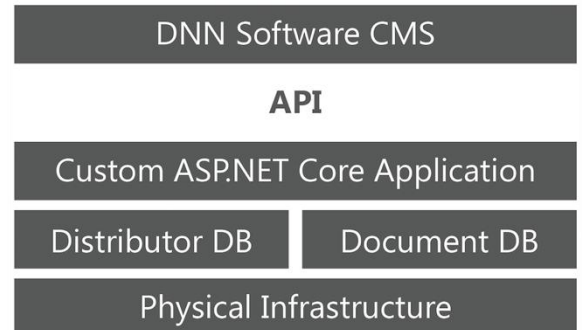 DNN Software CMS
API
Custom ASP.NET Core Application
Distributor DB
Document DB
Physical Infrastructure